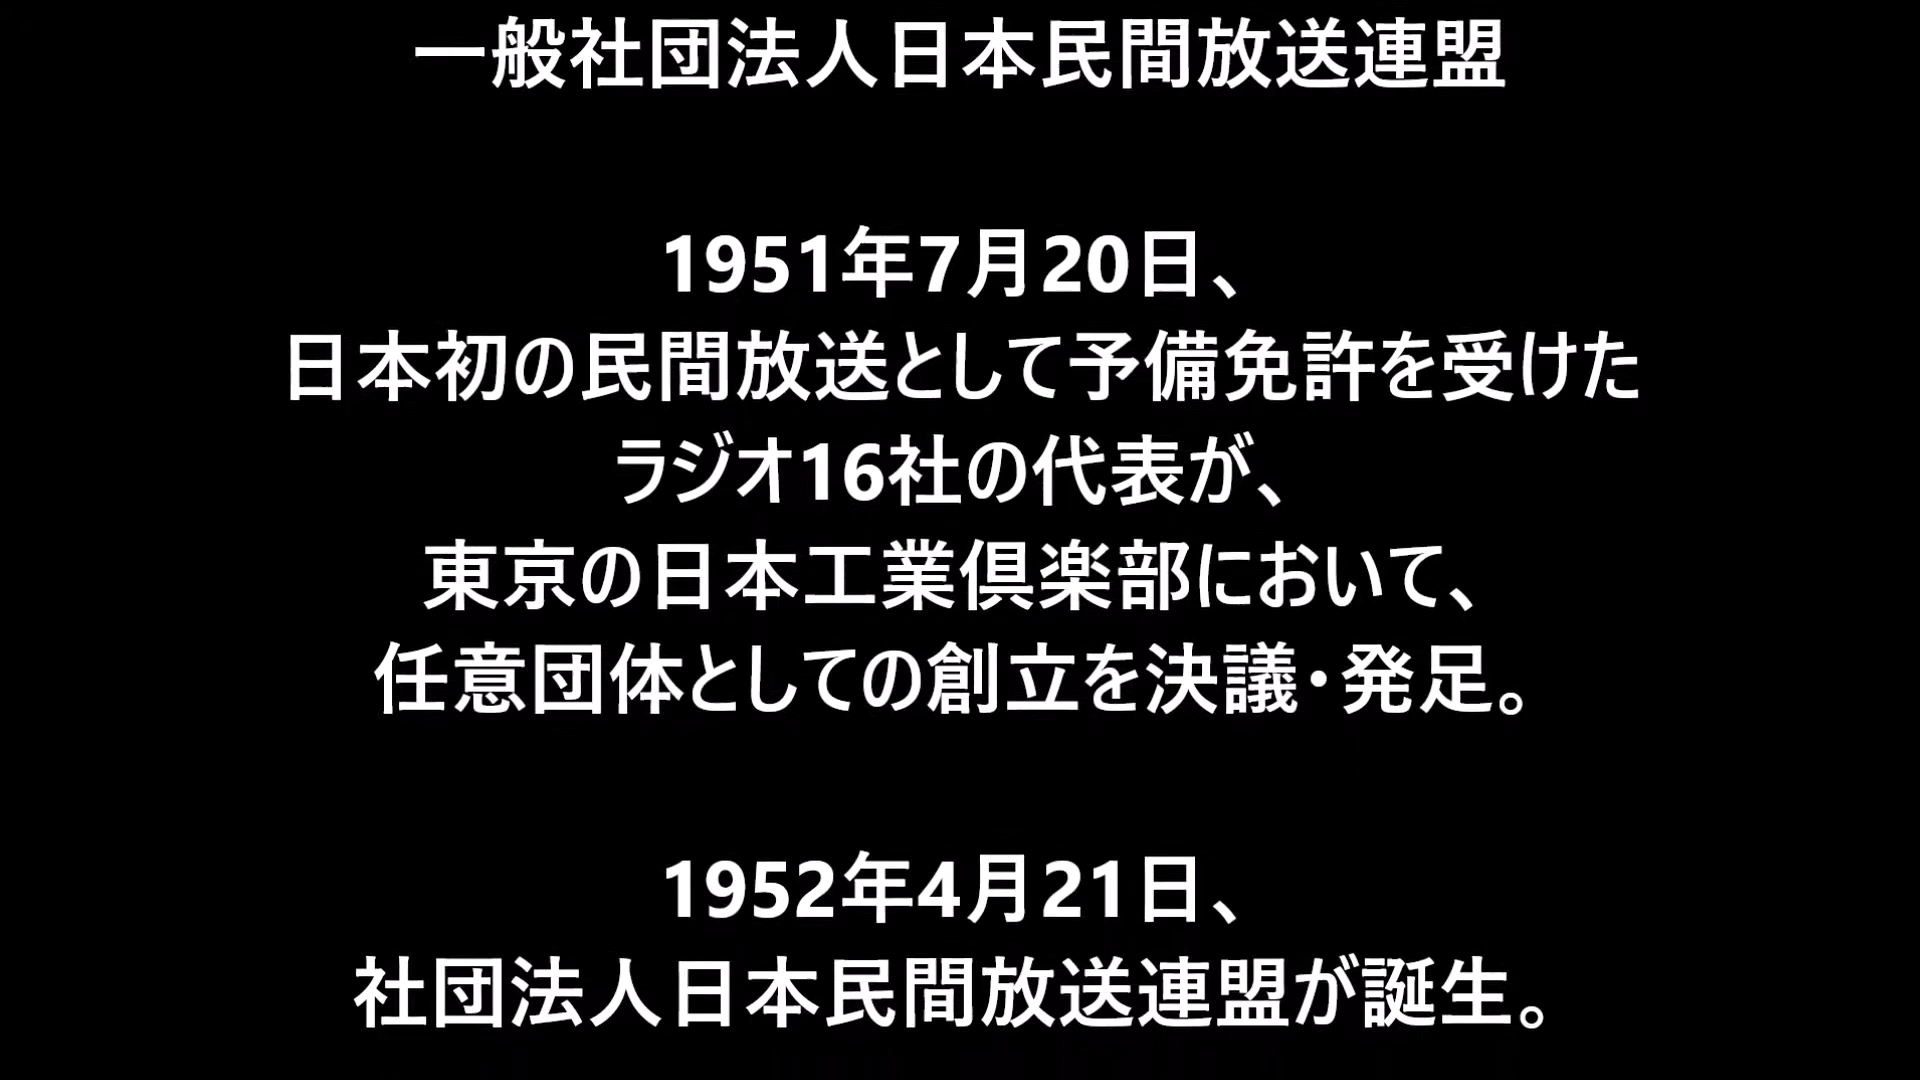 一般社団法人日本民間放送連盟
1951年7月20日、
日本初の民間放送として予備免許を受けた
ラジオ16社の代表が、
東京の日本工業倶楽部において、
任意団体としての創立を決議・発足。
1952年4月21日、
社団法人日本民間放送連盟が誕生。